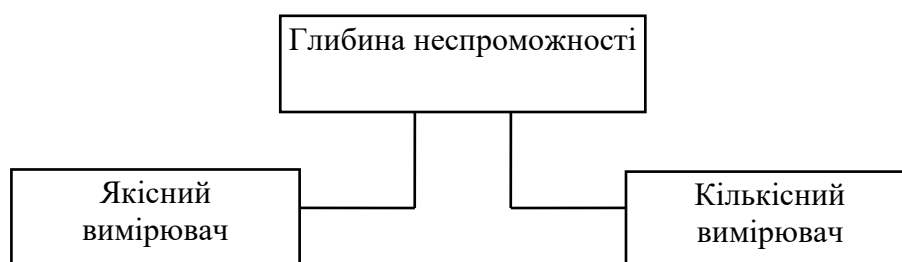 Глибина неспроможності
Якісний
вимірювач
Кількісний
вимірювач